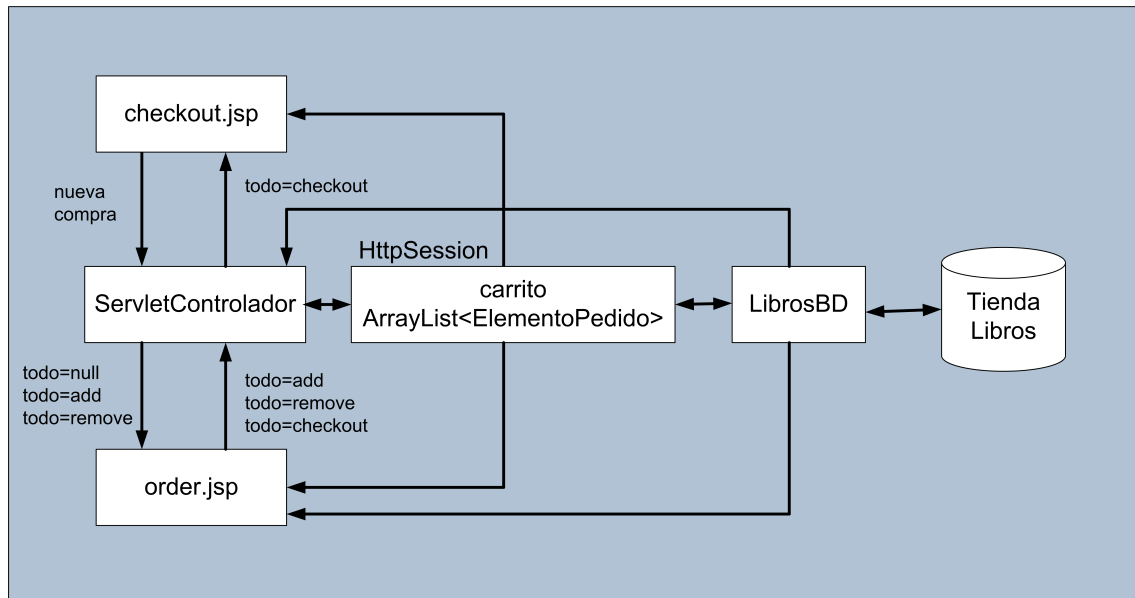 checkout.jsp
nueva
compra
todo=checkout
HttpSession
ServletControlador
carrito
ArrayList<ElementoPedido>
LibrosBD
Tienda
Libros
todo=null
todo=add
todo=remove
todo=add
todo=remove
todo=checkout
order.jsp